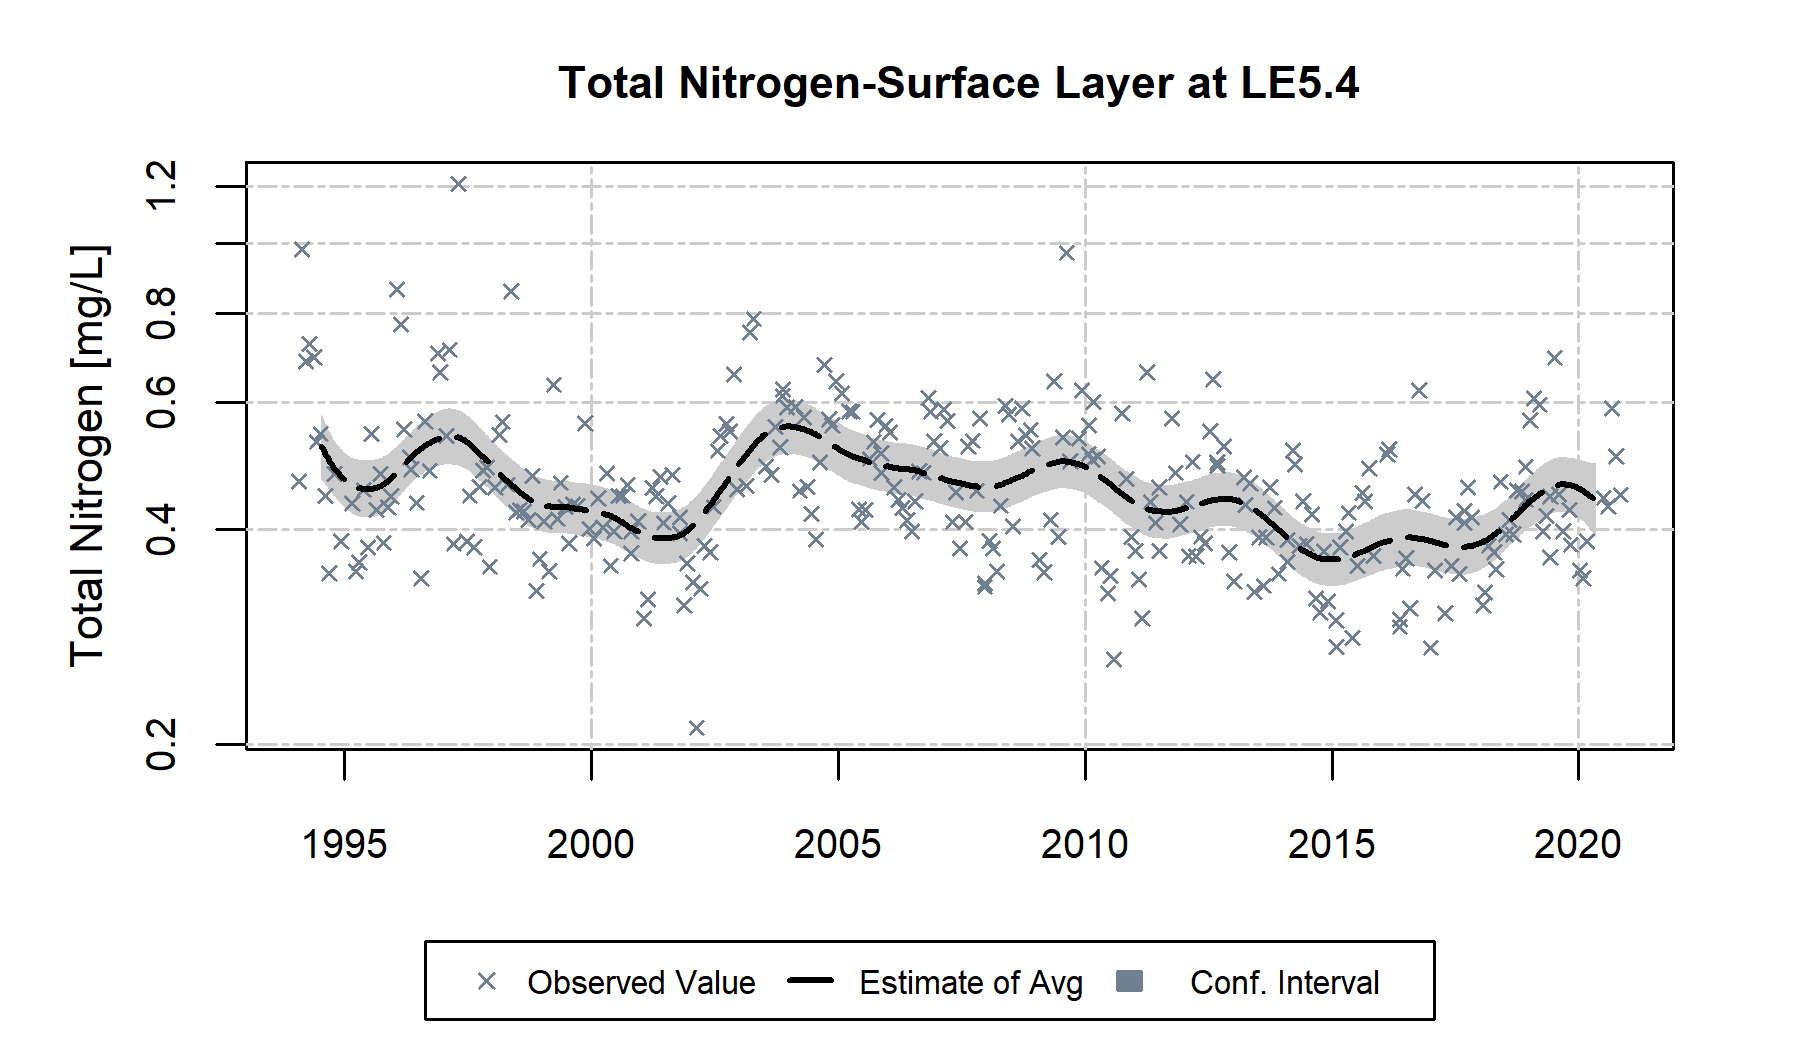 Total Nitrogen-Surface Layer at LE5.4
Total Nitrogen [mg/L]
1.2
0.8
0.6
0.4
0.2
1995 2000 2005 2010 2015 2020
Observed Value Estimate of Avg Conf. Interval